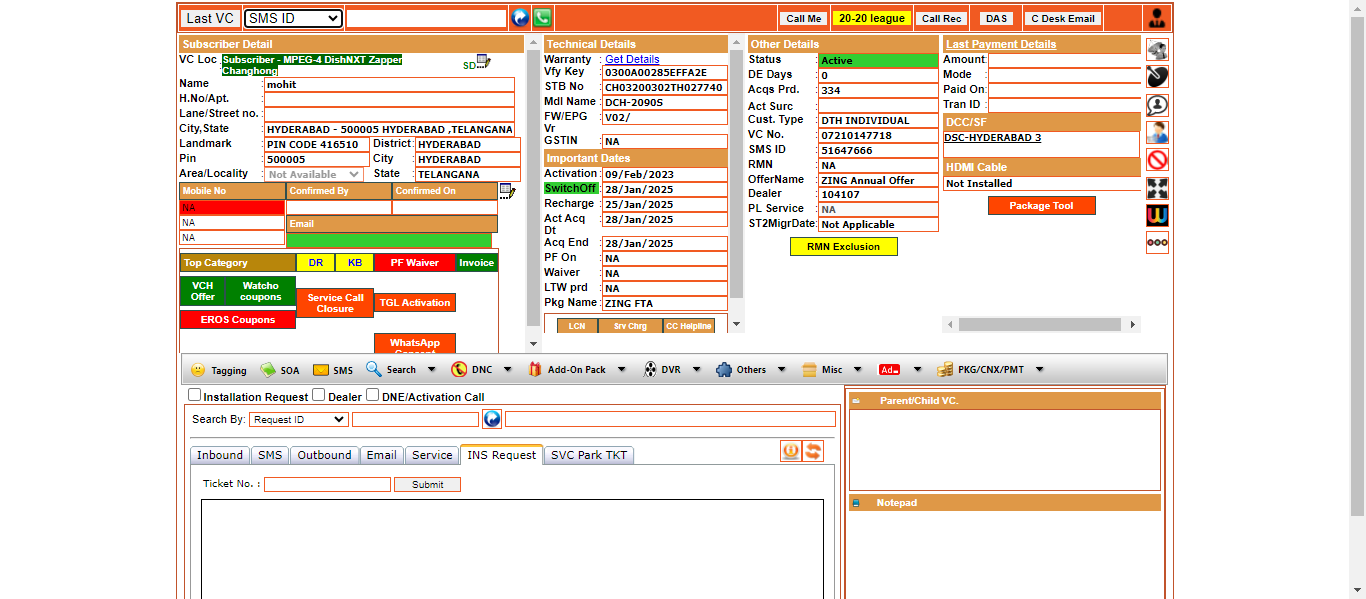 Last VC SMS ID Call Me 20-20 league Call Rec DAS C Desk Email
Subscriber Detail
VC Loc : Subscriber - MPEG-4 DishNXT Zapper
Changhong
SD
Name : mohit
H.No/Apt. :
Lane/Street no. :
City,State : HYDERABAD - 500005 HYDERABAD ,TELANGANA
Landmark : PIN CODE 416510 District : HYDERABAD
Pin : 500005 City : HYDERABAD
Area/Locality : Not Available State : TELANGANA
Mobile No Confirmed By Confirmed On
NA
NA Email
NA
Top Category DR KB PF Waiver Invoice
VCH
Offer
Watcho
coupons
Service Call
Closure
TGL Activation
EROS Coupons
WhatsApp
Consent
Technical Details
Warranty : Get Details
Vfy Key : 0300A00285EFFA2E
STB No : CH03200302TH027740
Mdl Name : DCH-2090S
FW/EPG
Vr
: V02/
GSTIN : NA
Important Dates
Activation : 09/Feb/2023
SwitchOff : 28/Jan/2025
Recharge : 25/Jan/2025
Act Acq
Dt
: 28/Jan/2025
Acq End : 28/Jan/2025
PF On : NA
Waiver : NA
LTW prd : NA
Pkg Name : ZING FTA
LCN Srv Chrg CC Helpline
Other Details
Status : Active
DE Days : 0
Acqs Prd. : 334
Act Surc :
Cust. Type : DTH INDIVIDUAL
VC No. : 07210147718
SMS ID : 51647666
RMN : NA
OfferName : ZING Annual Offer
Dealer : 104107
PL Service : NA
ST2MigrDate : Not Applicable
RMN Exclusion
Last Payment Details
Amount :
Mode :
Paid On :
Tran ID :
DCC/SF
DSC-HYDERABAD 3
HDMI Cable
Not Installed
Package Tool
Tagging SOA SMS Search DNC Add-On Pack DVR Others Misc Ad PKG/CNX/PMT
Installation Request Dealer DNE/Activation Call
Search By: Request ID
Inbound SMS Outbound Email Service INS Request SVC Park TKT
Ticket No. : Submit
Parent/Child VC.
Notepad